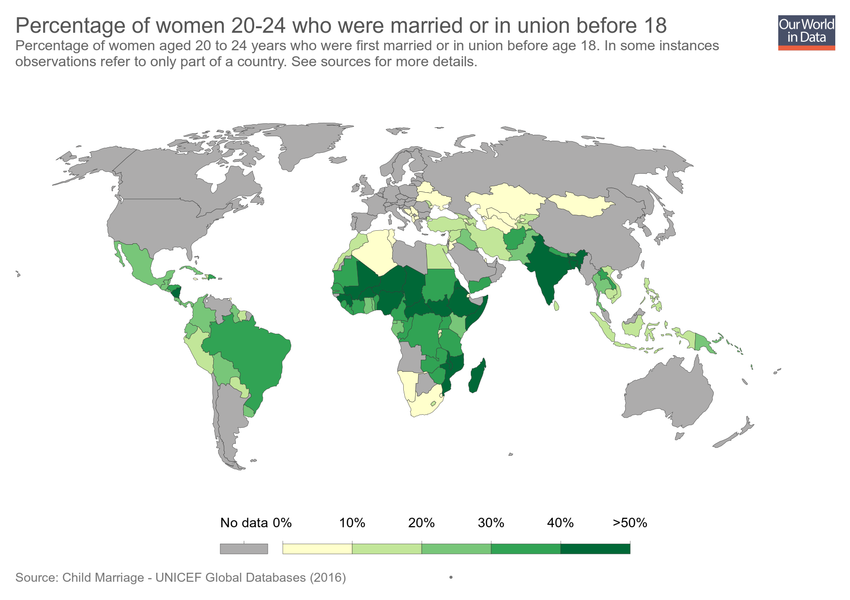 Percentage of women 20-24 who were married or in union before 18
Percentage of women aged 20 to 24 years who were first married or in union before age 18. In some instances
observations refer to only part of a country. See sources for more details.
Our World
in Data
No data 0% 10% 20% 30% 40% >50%
Source: Child Marriage - UNICEF Global Databases (2016) •